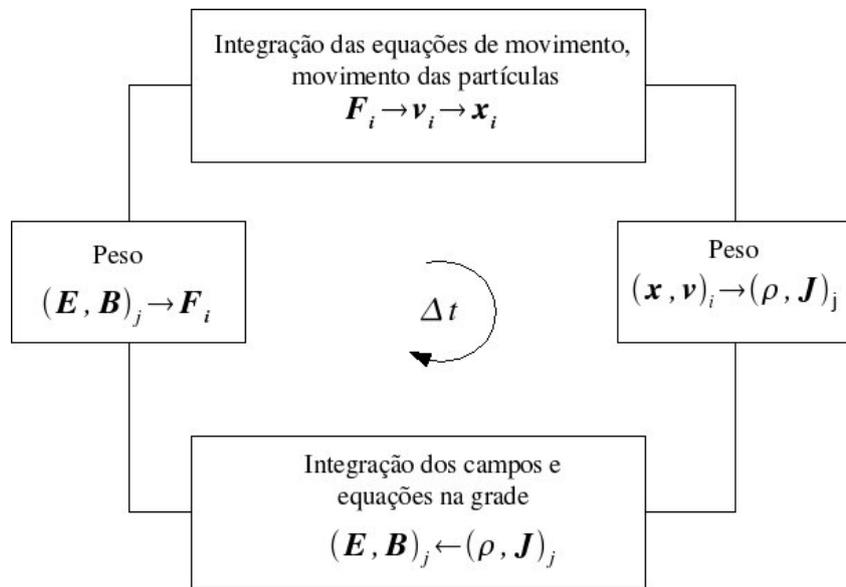 Integração das equações de movimento,
movimento das partículas
F_i → v_i → x_i
Peso
(E, B)_j → F_i
Δt
Peso
(x, v)_i → (ρ, J)_j
Integração dos campos e
equações na grade
(E, B)_j ← (ρ, J)_j